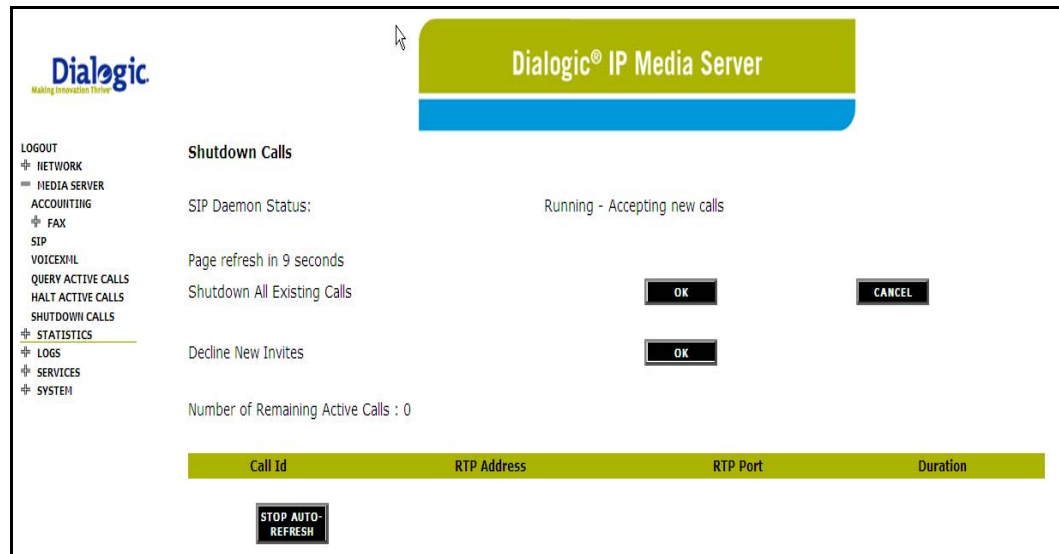 Dialogic.
Making Innovation Thrive™
Dialogic® IP Media Server
LOGOUT
NETWORK
MEDIA SERVER
ACCOUNTING
FAX
SIP
VOICEXML
QUERY ACTIVE CALLS
HALT ACTIVE CALLS
SHUTDOWN CALLS
STATISTICS
LOGS
SERVICES
SYSTEM
Shutdown Calls
SIP Daemon Status: Running - Accepting new calls
Page refresh in 9 seconds
Shutdown All Existing Calls OK CANCEL
Decline New Invites OK
Number of Remaining Active Calls : 0
Call Id RTP Address RTP Port Duration
STOP AUTO-
REFRESH